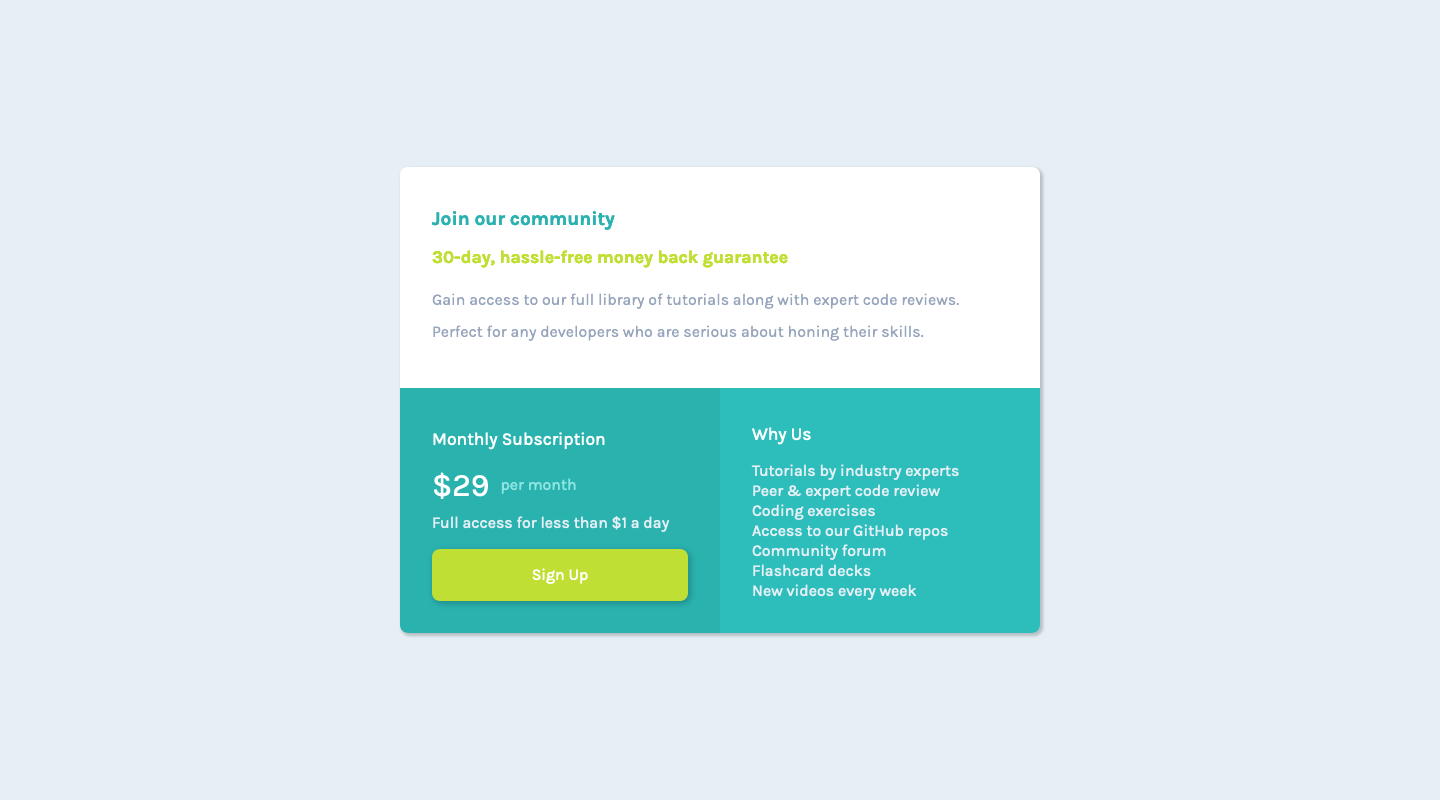 Join our community
30-day, hassle-free money back guarantee
Gain access to our full library of tutorials along with expert code reviews.
Perfect for any developers who are serious about honing their skills.
Monthly Subscription
$29 per month
Full access for less than $1 a day
Sign Up
Why Us
Tutorials by industry experts
Peer & expert code review
Coding exercises
Access to our GitHub repos
Community forum
Flashcard decks
New videos every week